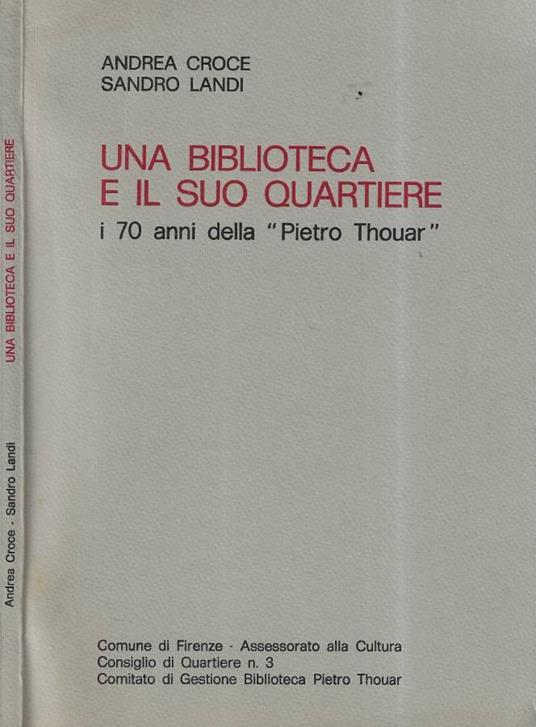 ANDREA CROCE
SANDRO LANDI
UNA BIBLIOTECA
E IL SUO QUARTIERE
i 70 anni della “Pietro Thouar”
Comune di Firenze - Assessorato alla Cultura
Consiglio di Quartiere n. 3
Comitato di Gestione Biblioteca Pietro Thouar
Andrea Croce - Sandro Landi UNA BIBLIOTECA E IL SUO QUARTIERE